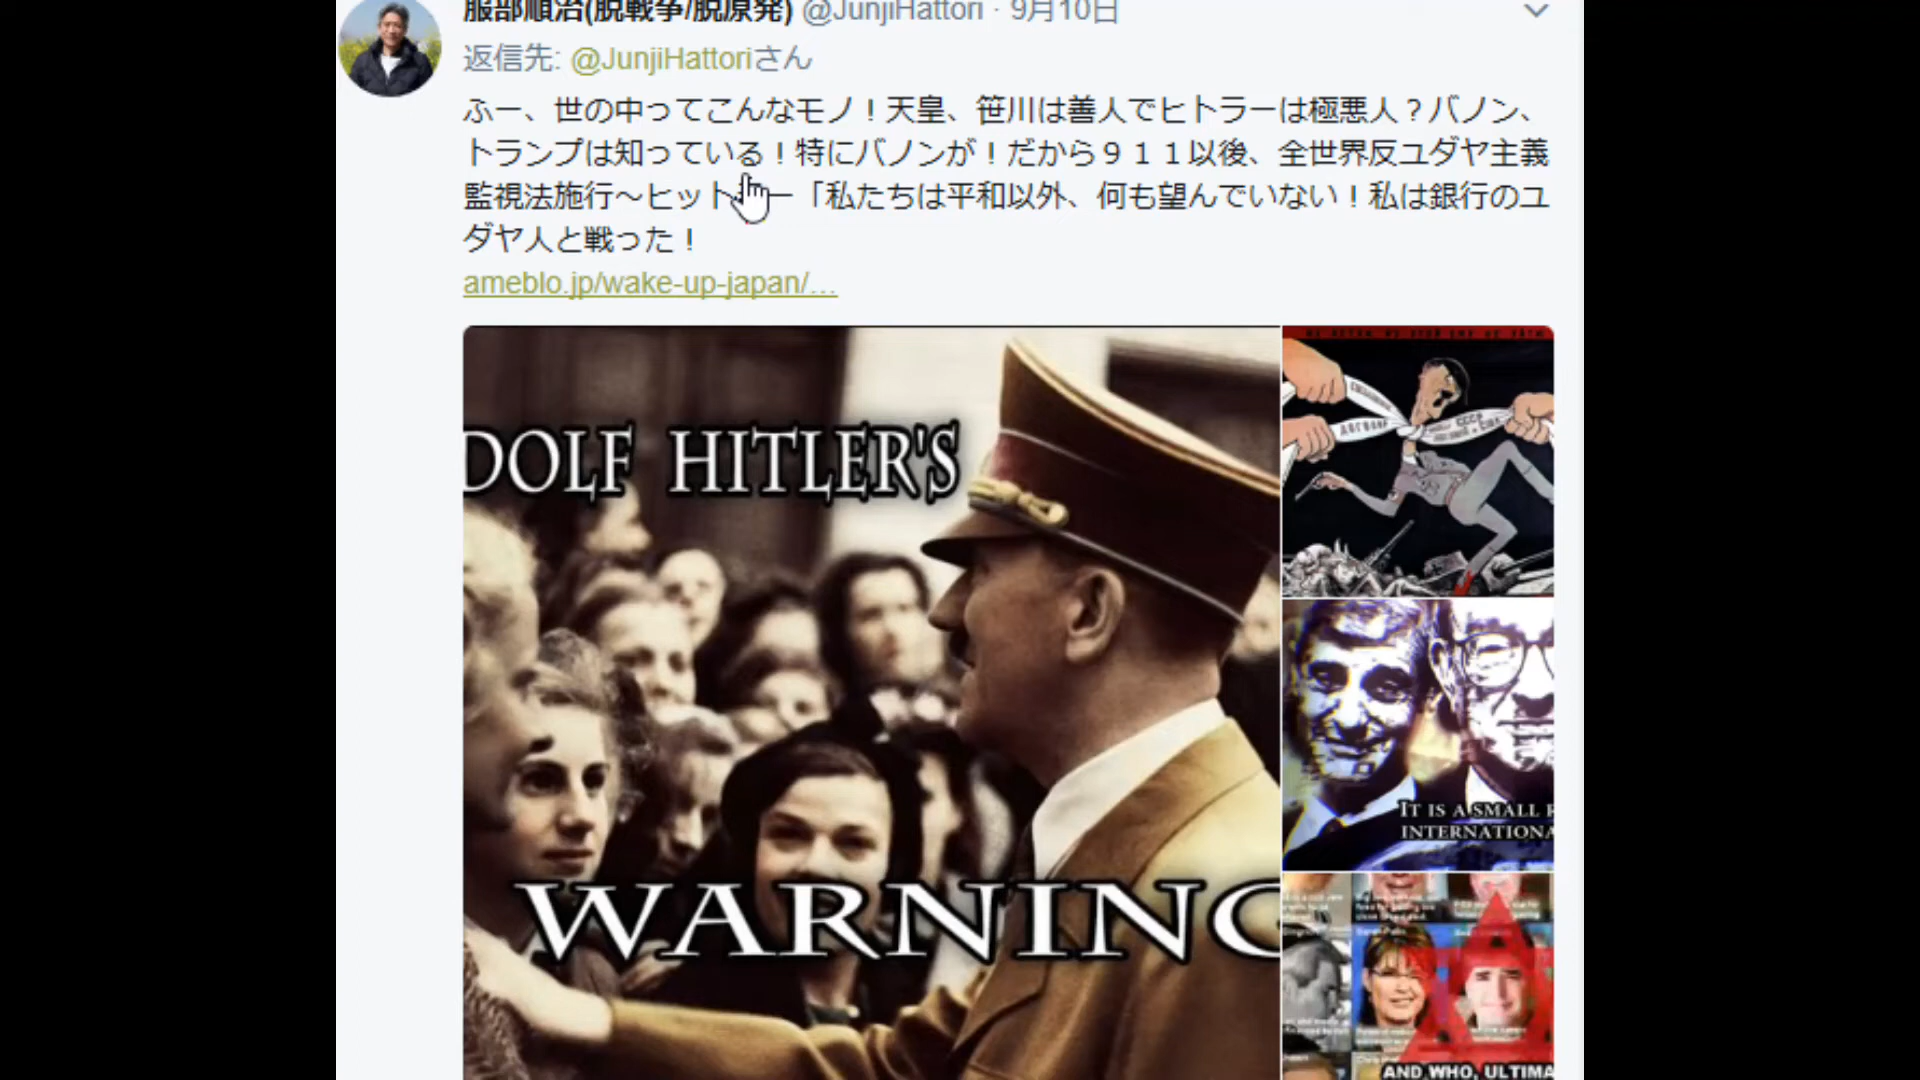 服部順治(脱戦争/脱原発) @JunjiHattori · 9月10日
返信先: @JunjiHattoriさん
ふー、世の中ってこんなモノ！天皇、笹川は善人でヒトラーは極悪人？バノン、
トランプは知っている！特にバノンが！だから９１１以後、全世界反ユダヤ主義
監視法施行～ヒットー「私たちは平和以外、何も望んでいない！私は銀行のユ
ダヤ人と戦った！
ameblo.jp/wake-up-japan/…
DOLF HITLER'S
WARNING
ДОГОВОР
СССР
IT IS A SMALL
INTERNATIONA
AND WHO, ULTIMA